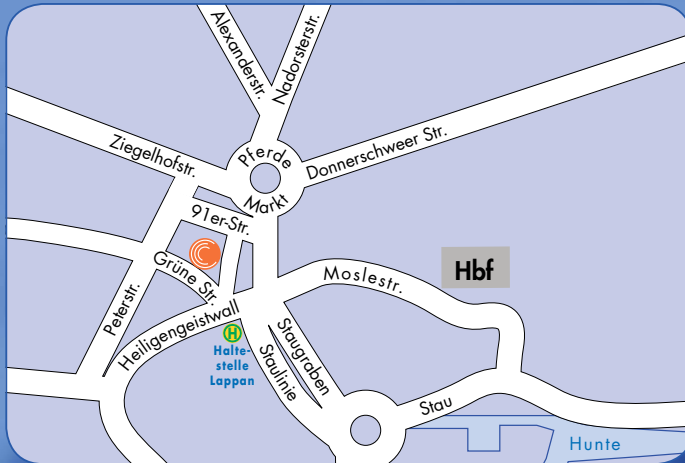 Alexanderstr.
Nadorsterstr.
Ziegelhofstr.
Pferde
Markt
Donnerschweer Str.
91er-Str.
Grüne Str.
Peterstr.
Heiligengeistwall
H
Halte-
stelle
Lappan
Moslestr.
Hbf
Staugraben
Staulinie
Stau
Hunte